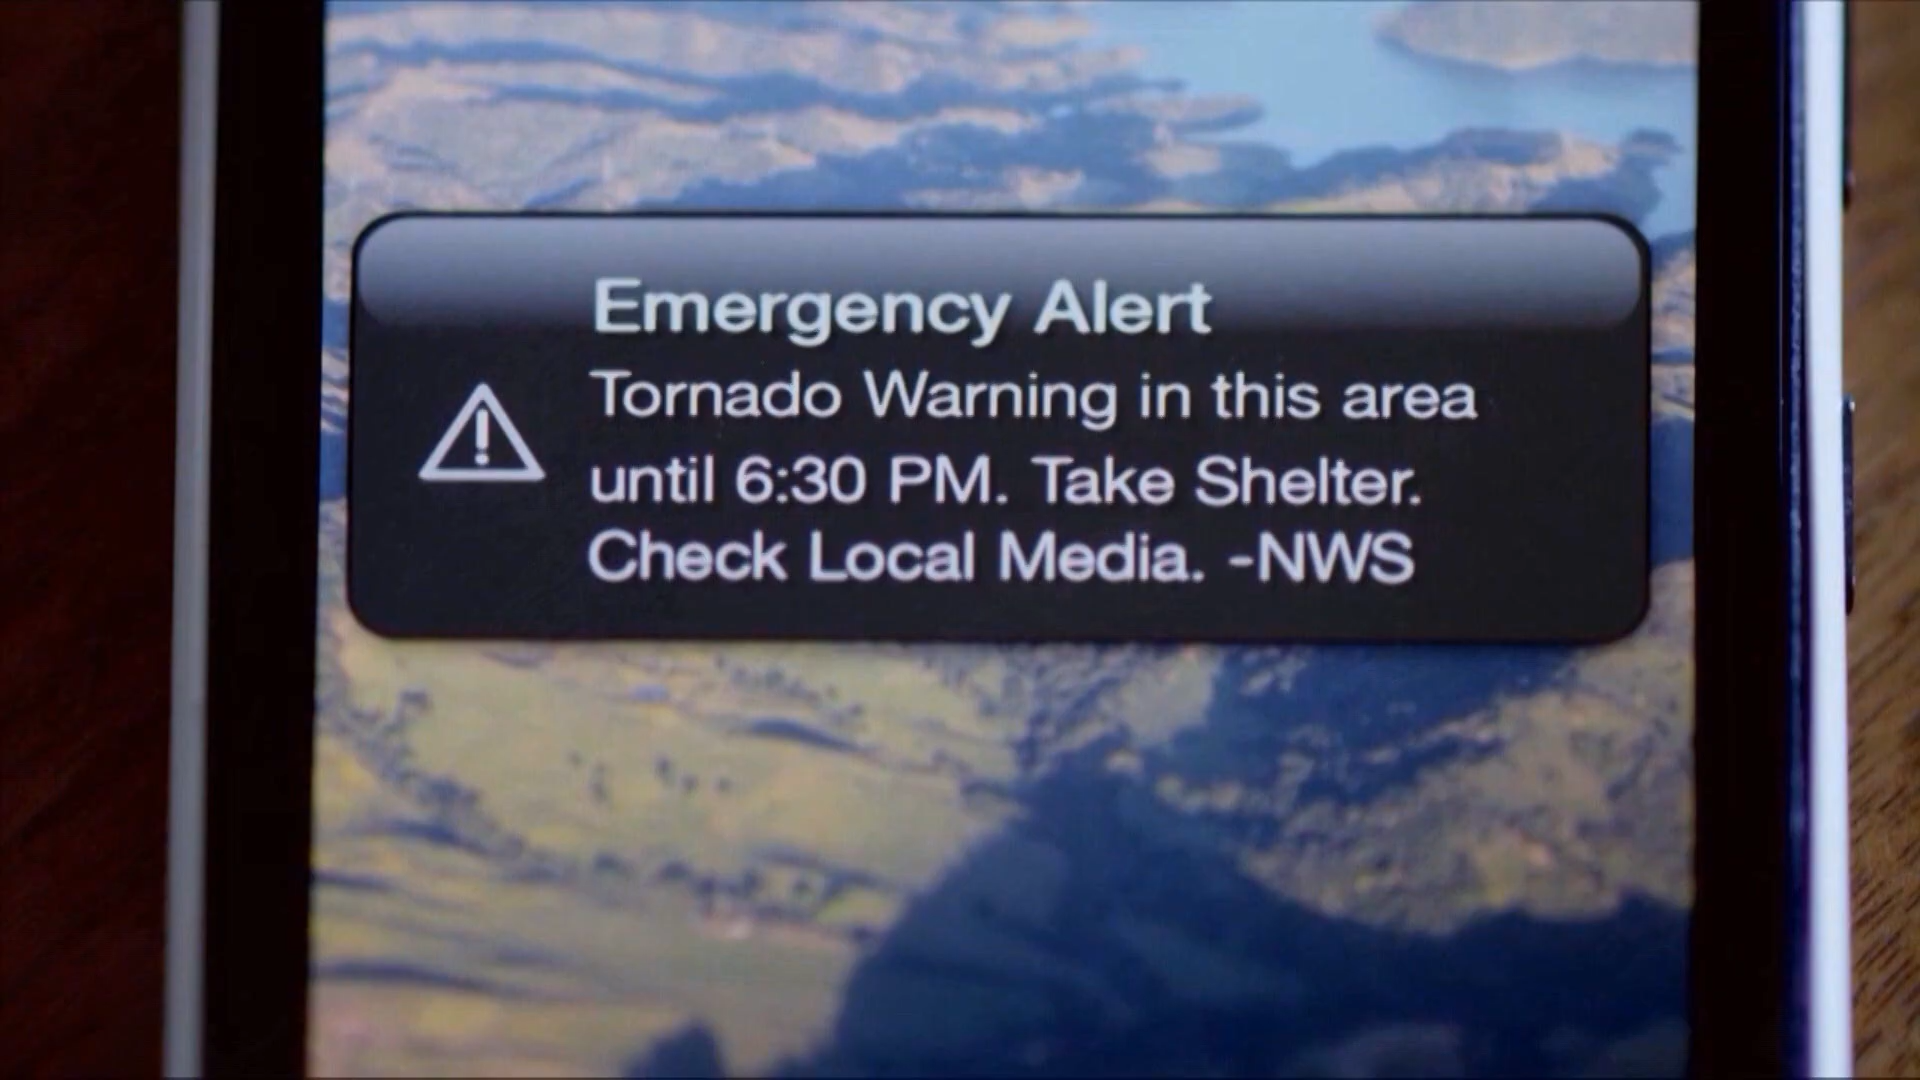 Emergency Alert
Tornado Warning in this area
until 6:30 PM. Take Shelter.
Check Local Media. -NWS